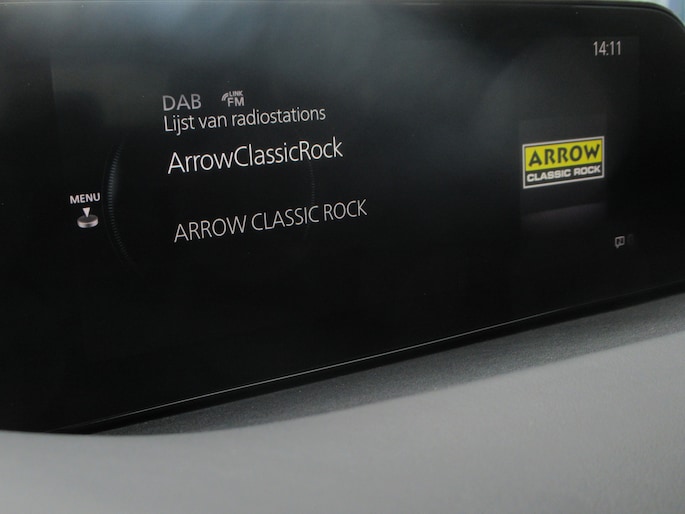 14:11
DAB LINK FM
Lijst van radiostations
ArrowClassicRock
MENU
ARROW CLASSIC ROCK
ARROW
CLASSIC ROCK